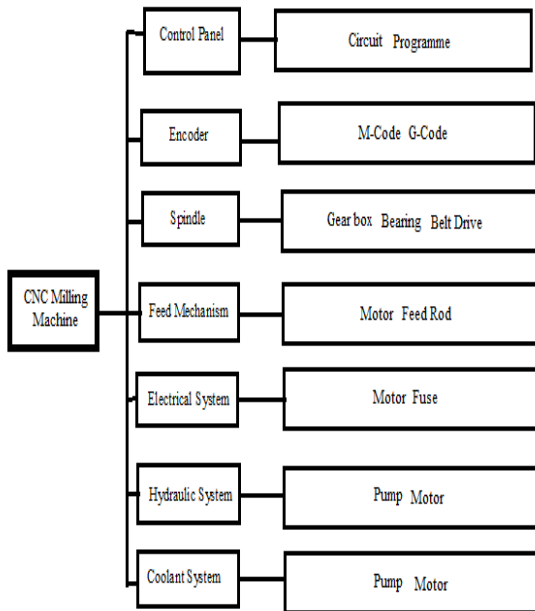 Control Panel
Circuit Programme
Encoder
M-Code G-Code
Spindle
Gear box Bearing Belt Drive
CNC Milling
Machine
Feed Mechanism
Motor Feed Rod
Electrical System
Motor Fuse
Hydraulic System
Pump Motor
Coolant System
Pump Motor